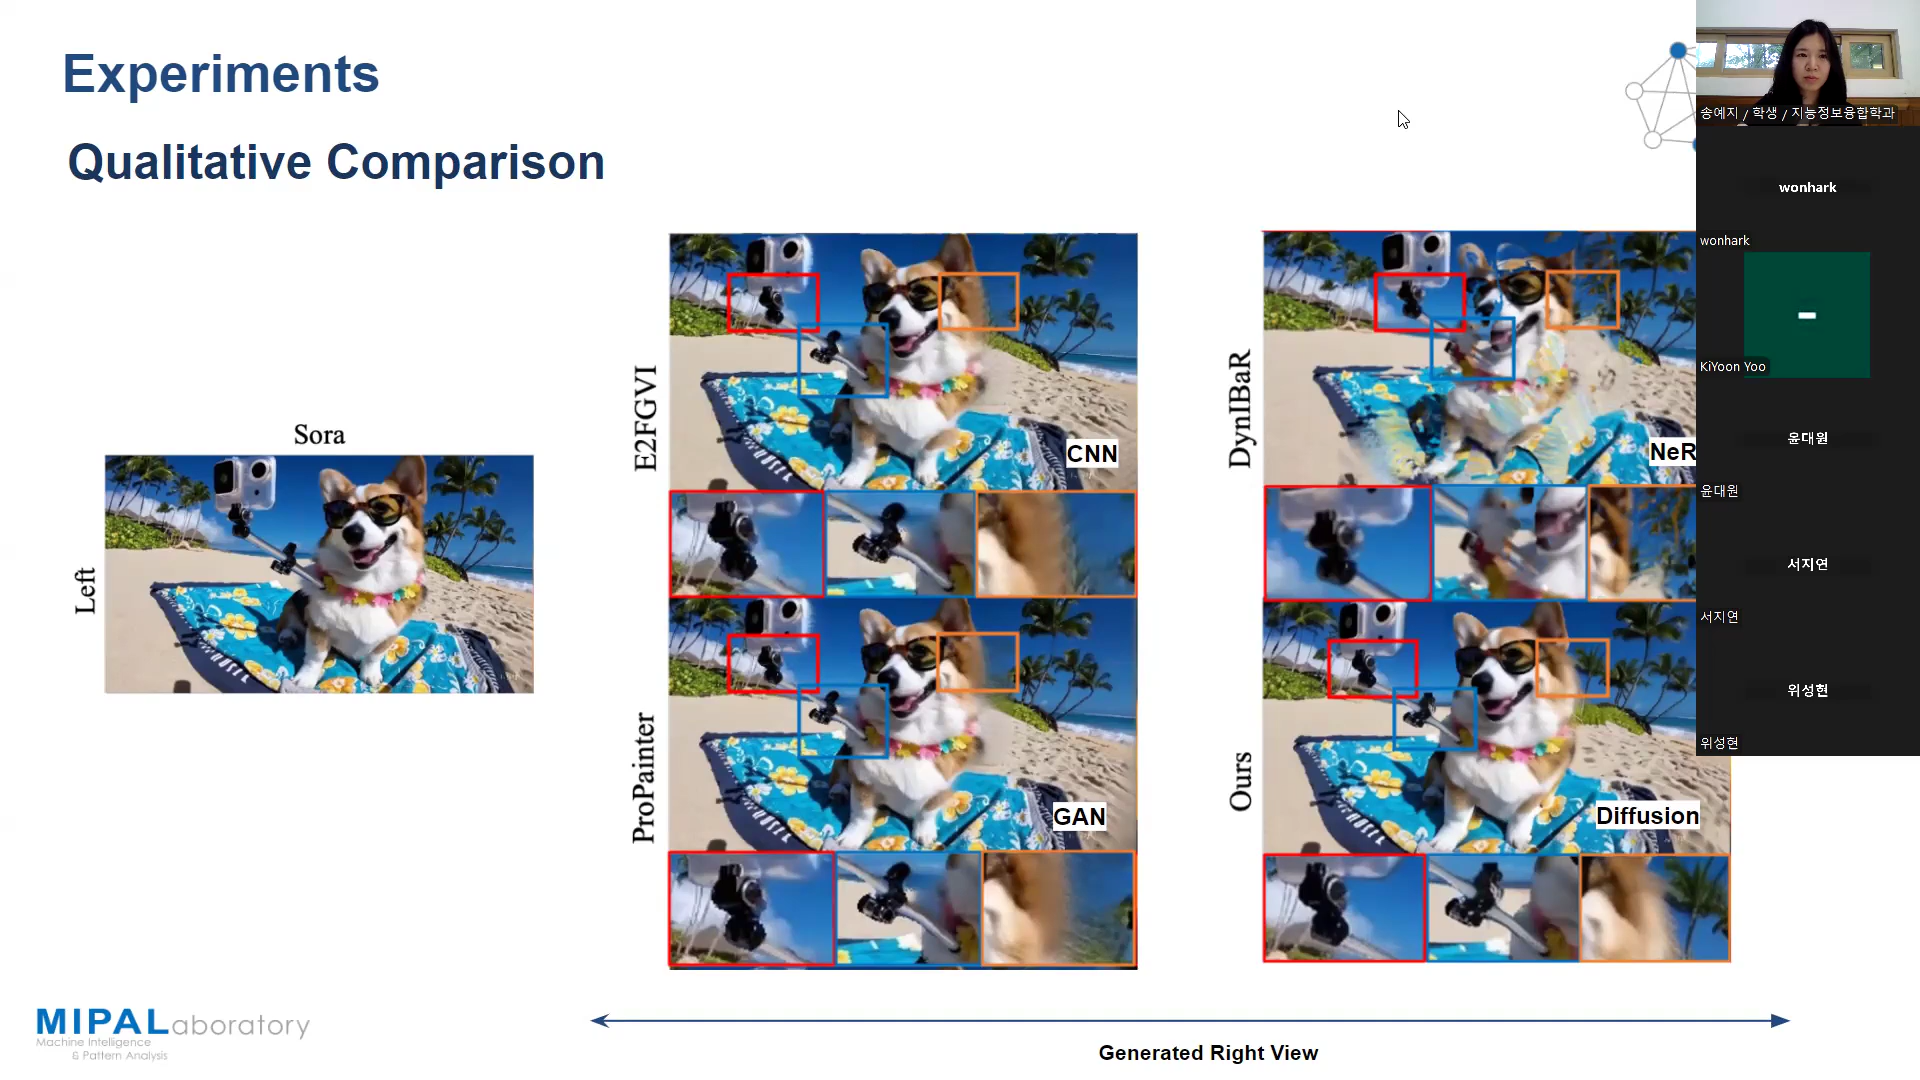 Experiments
Qualitative Comparison
Sora
Left
E2FGVI
CNN
ProPainter
GAN
DynIBaR
NeR
Ours
Diffusion
Generated Right View
MIPALaboratory
Machine Intelligence
& Pattern Analysis
송예지 / 학생 / 지능정보융합학과
wonhark
wonhark
KiYoon Yoo
윤대원
윤대원
서지연
서지연
위성현
위성현